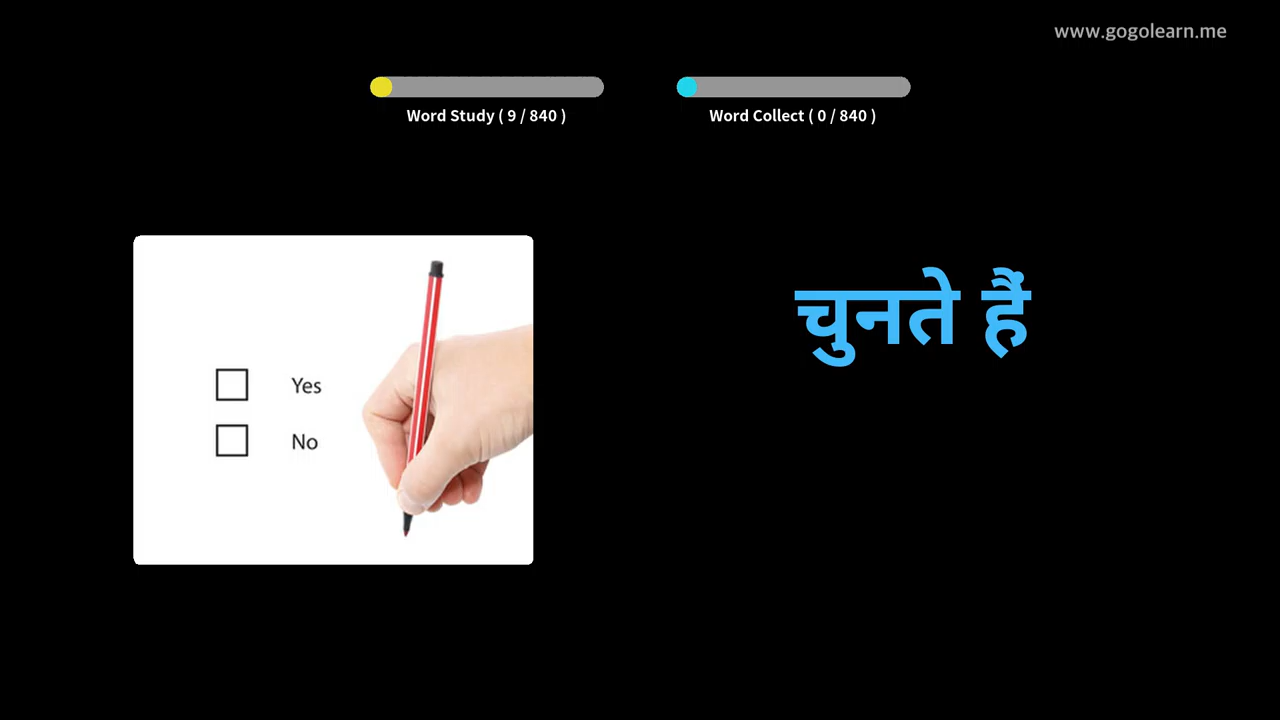 www.gogolearn.me
Word Study ( 9 / 840 )
Word Collect ( 0 / 840 )
Yes
No
चुनते हैं